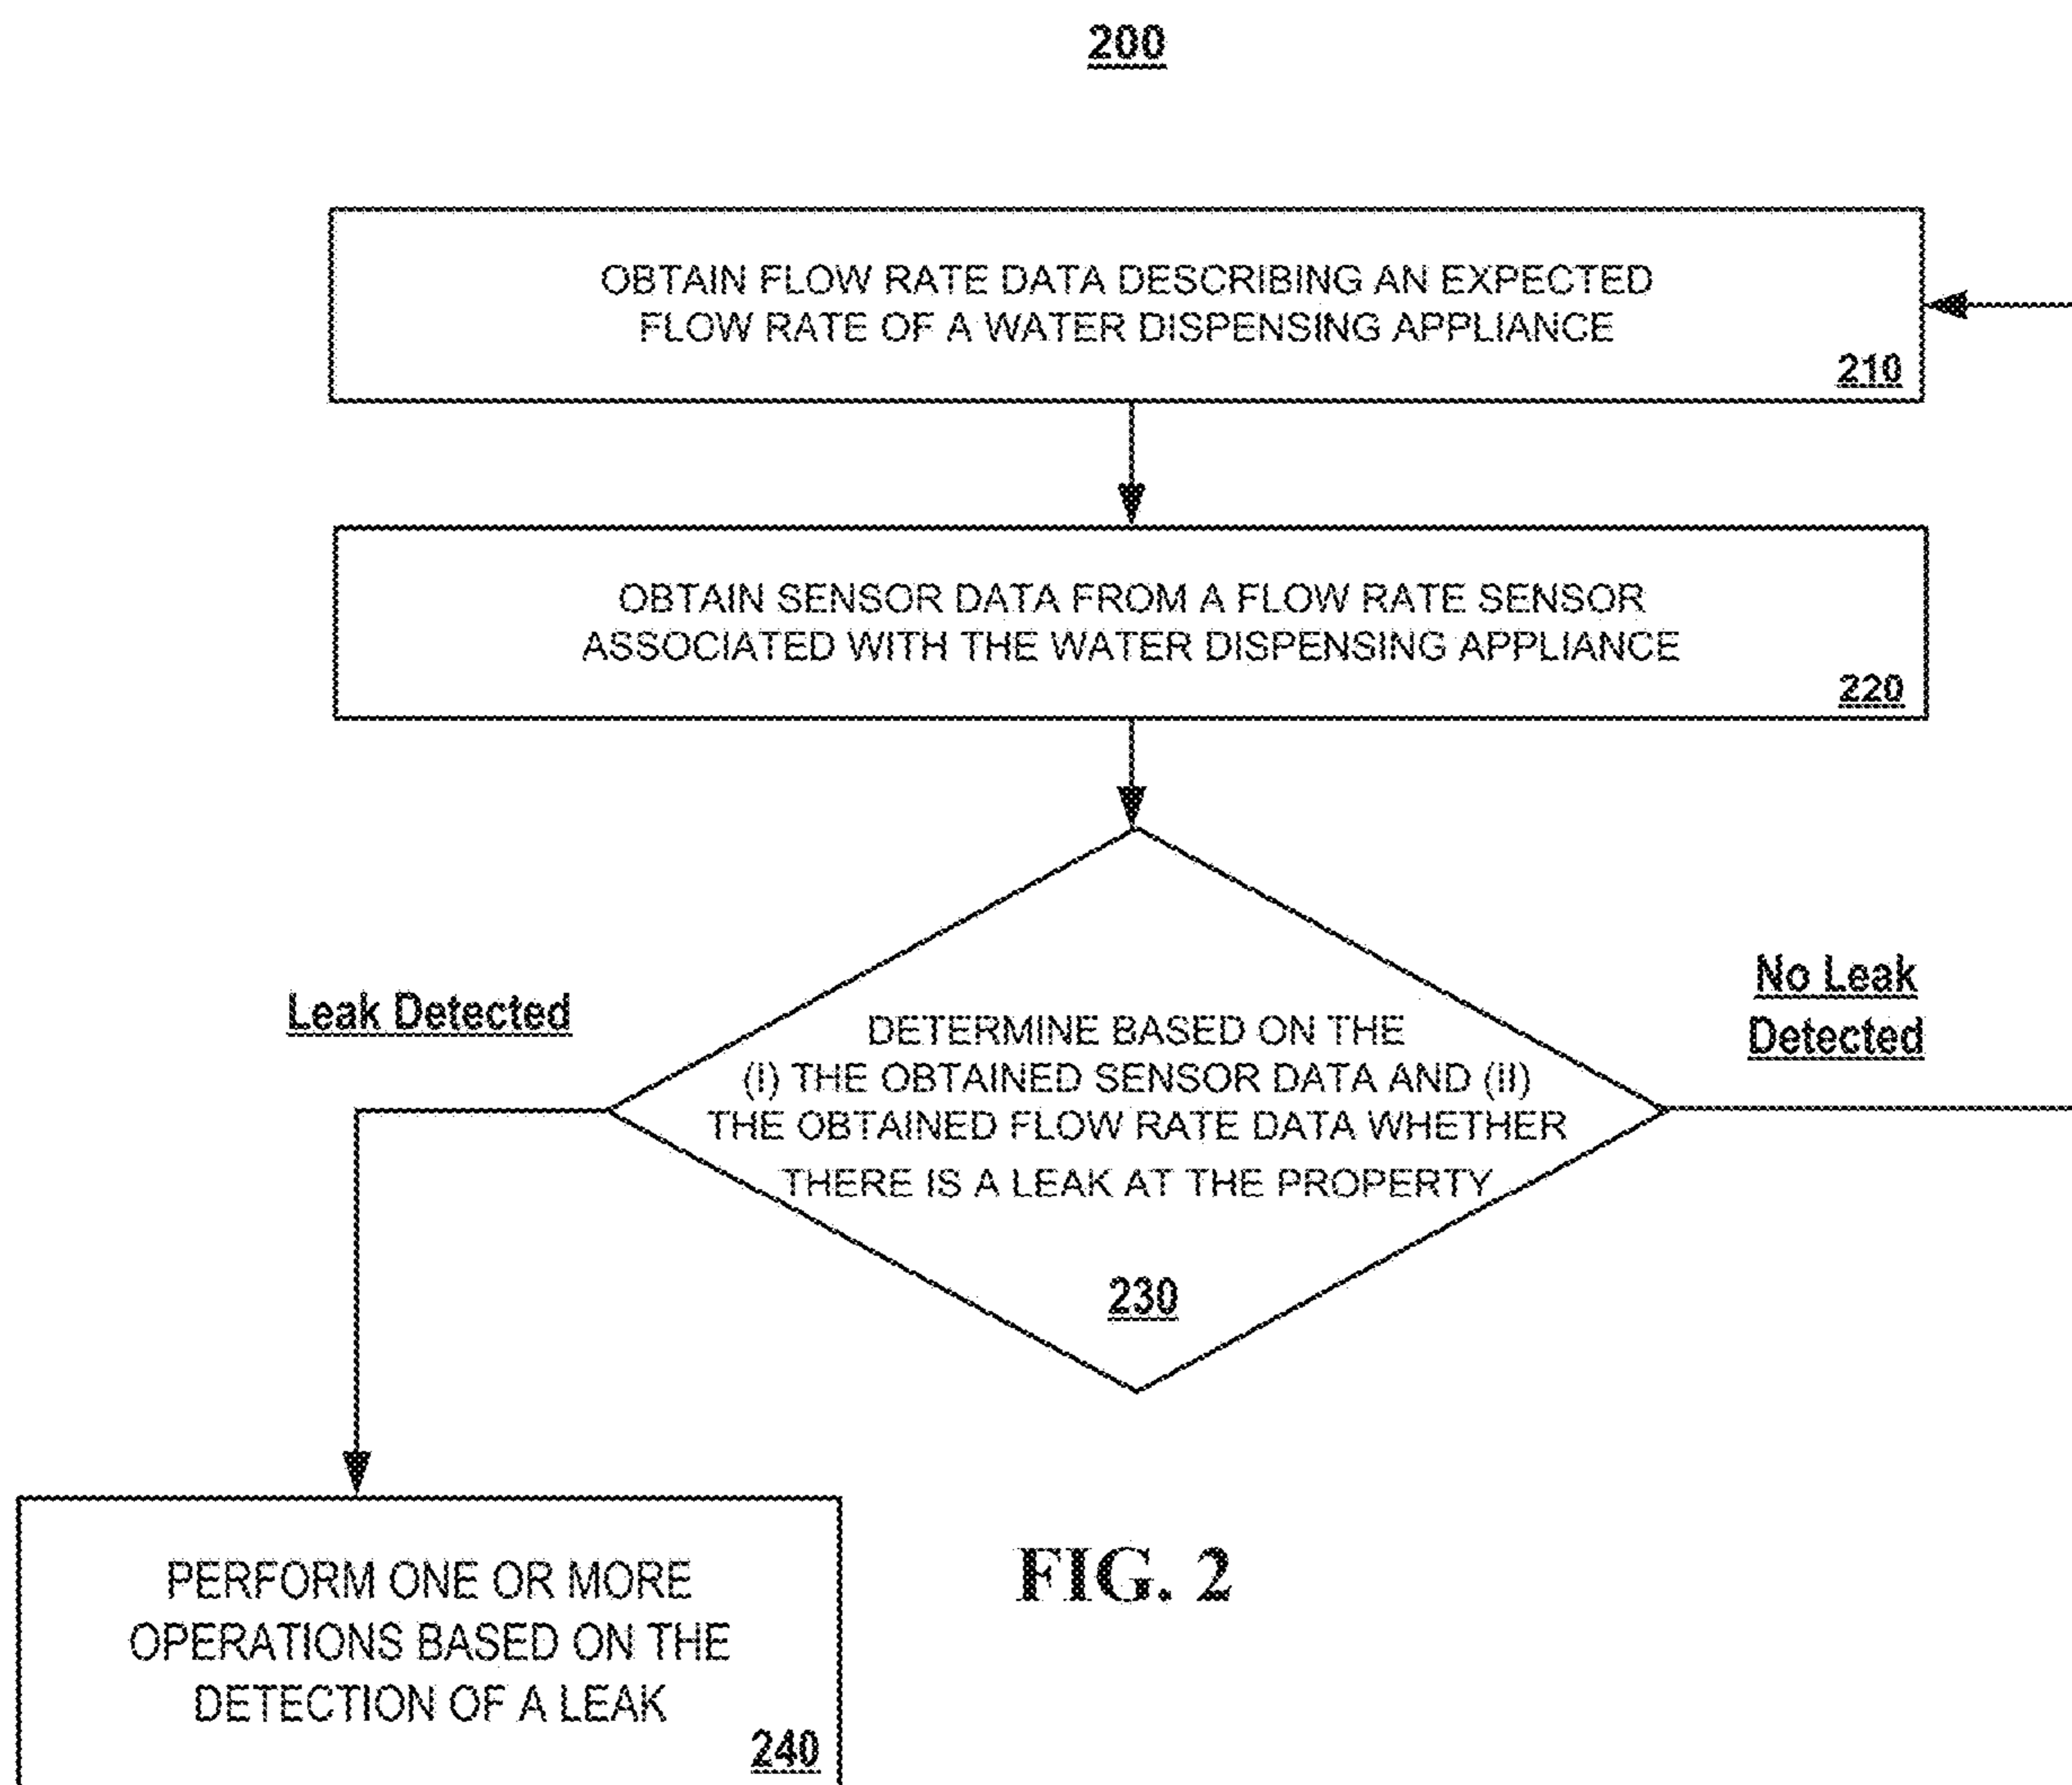 200
OBTAIN FLOW RATE DATA DESCRIBING AN EXPECTED
FLOW RATE OF A WATER DISPENSING APPLIANCE
210
OBTAIN SENSOR DATA FROM A FLOW RATE SENSOR
ASSOCIATED WITH THE WATER DISPENSING APPLIANCE
220
Leak Detected
No Leak
Detected
DETERMINE BASED ON THE
(I) THE OBTAINED SENSOR DATA AND (II)
THE OBTAINED FLOW RATE DATA WHETHER
THERE IS A LEAK AT THE PROPERTY
230
PERFORM ONE OR MORE
OPERATIONS BASED ON THE
DETECTION OF A LEAK
240
FIG. 2